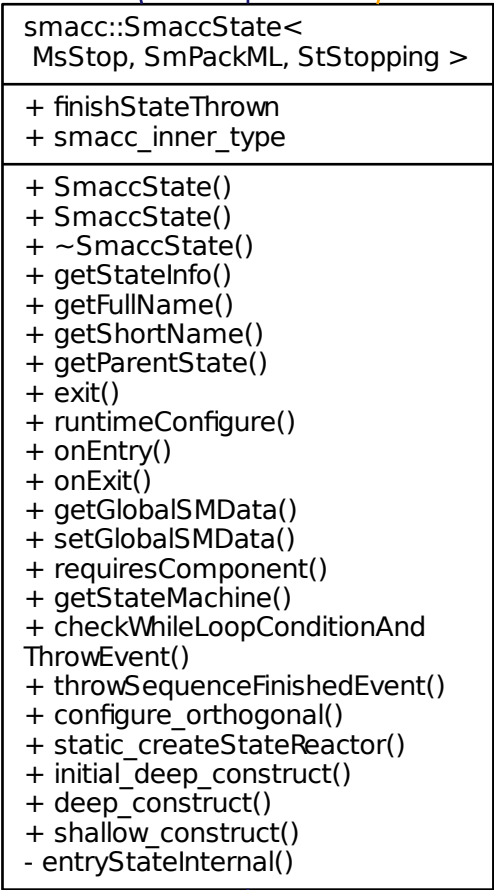 smacc::SmaccState<
MsStop, SmPackML, StStopping >
+ finishStateThrown
+ smacc_inner_type
+ SmaccState()
+ SmaccState()
+ ~SmaccState()
+ getStateInfo()
+ getFullName()
+ getShortName()
+ getParentState()
+ exit()
+ runtimeConfigure()
+ onEntry()
+ onExit()
+ getGlobalSMData()
+ setGlobalSMData()
+ requiresComponent()
+ getStateMachine()
+ checkWhileLoopConditionAnd
ThrowEvent()
+ throwSequenceFinishedEvent()
+ configure_orthogonal()
+ static_createStateReactor()
+ initial_deep_construct()
+ deep_construct()
+ shallow_construct()
- entryStateInternal()